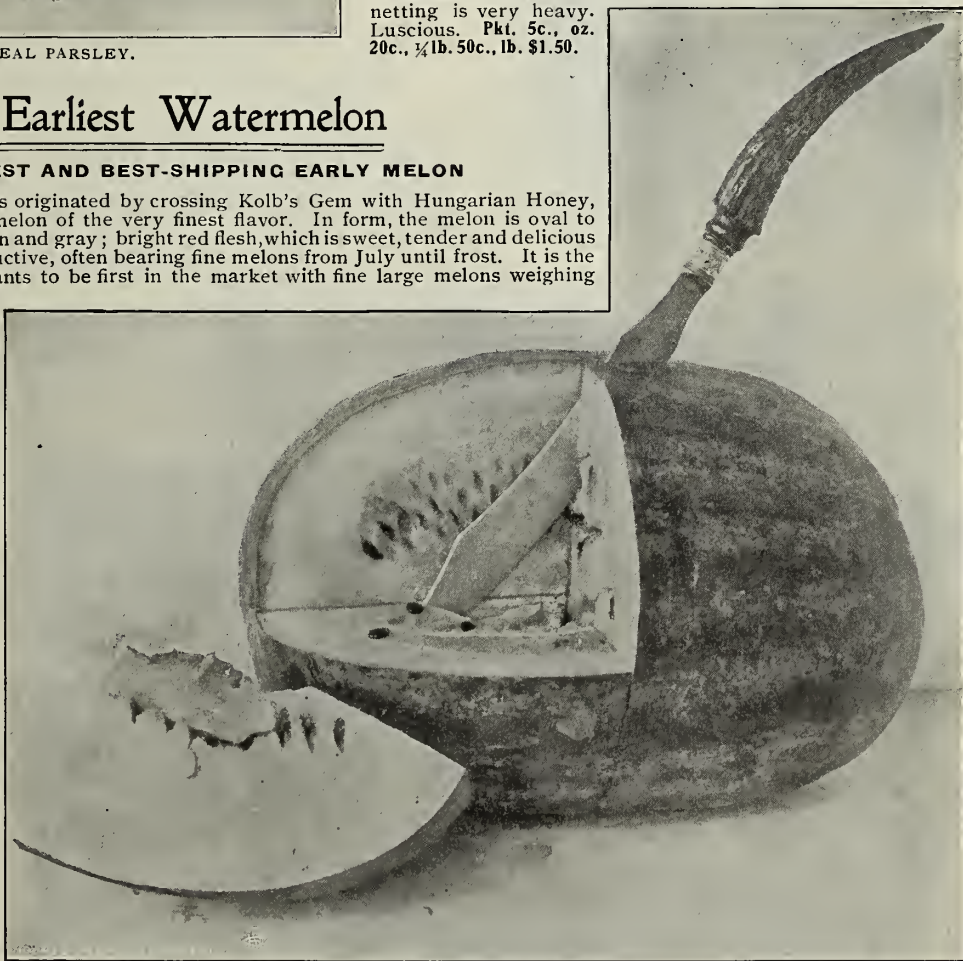 netting is very heavy.
Luscious. Pkt. 5c., oz.
20c., ¼lb. 50c., lb. $1.50.
EAL PARSLEY.
Earliest Watermelon
ST AND BEST-SHIPPING EARLY MELON
s originated by crossing Kolb's Gem with Hungarian Honey,
melon of the very finest flavor. In form, the melon is oval to
n and gray; bright red flesh, which is sweet, tender and delicious
uctive, often bearing fine melons from July until frost. It is the
ants to be first in the market with fine large melons weighing